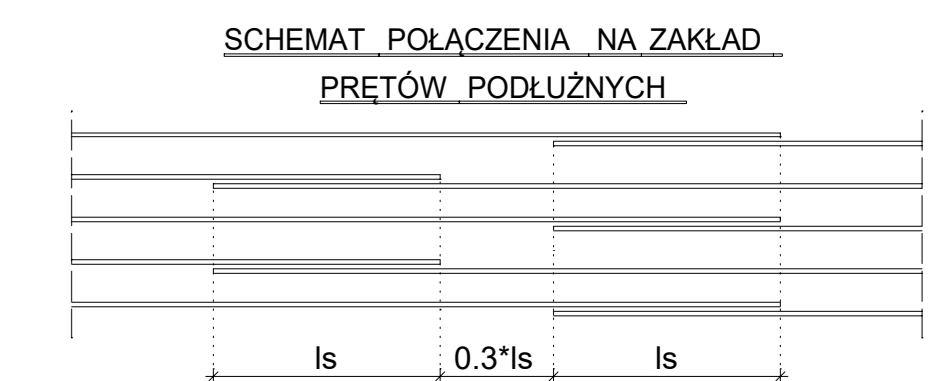 SCHEMAT POŁĄCZENIA NA ZAKŁAD
PRĘTÓW PODŁUŻNYCH
ls 0.3*ls ls